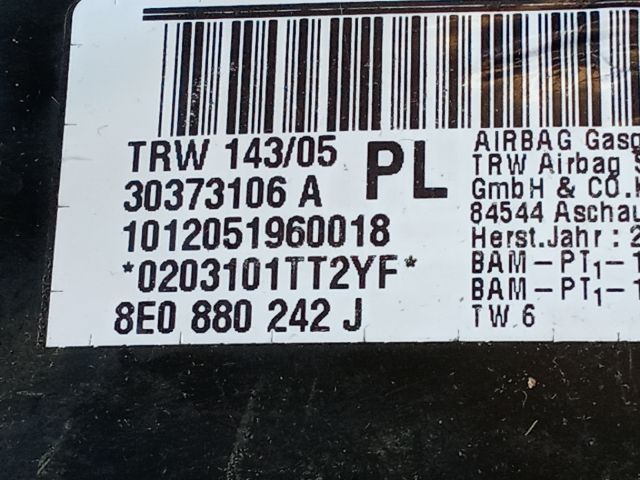 TRW 143/05
30373106 A
PL
1012051960018
*0203101TT2YF*
8E0 880 242 J
AIRBAG
TRW Airbag
GmbH & CO.
84544 Aschau
Herst.Jahr : 2
BAM-PT1-1
BAM-PT1-1
TW 6